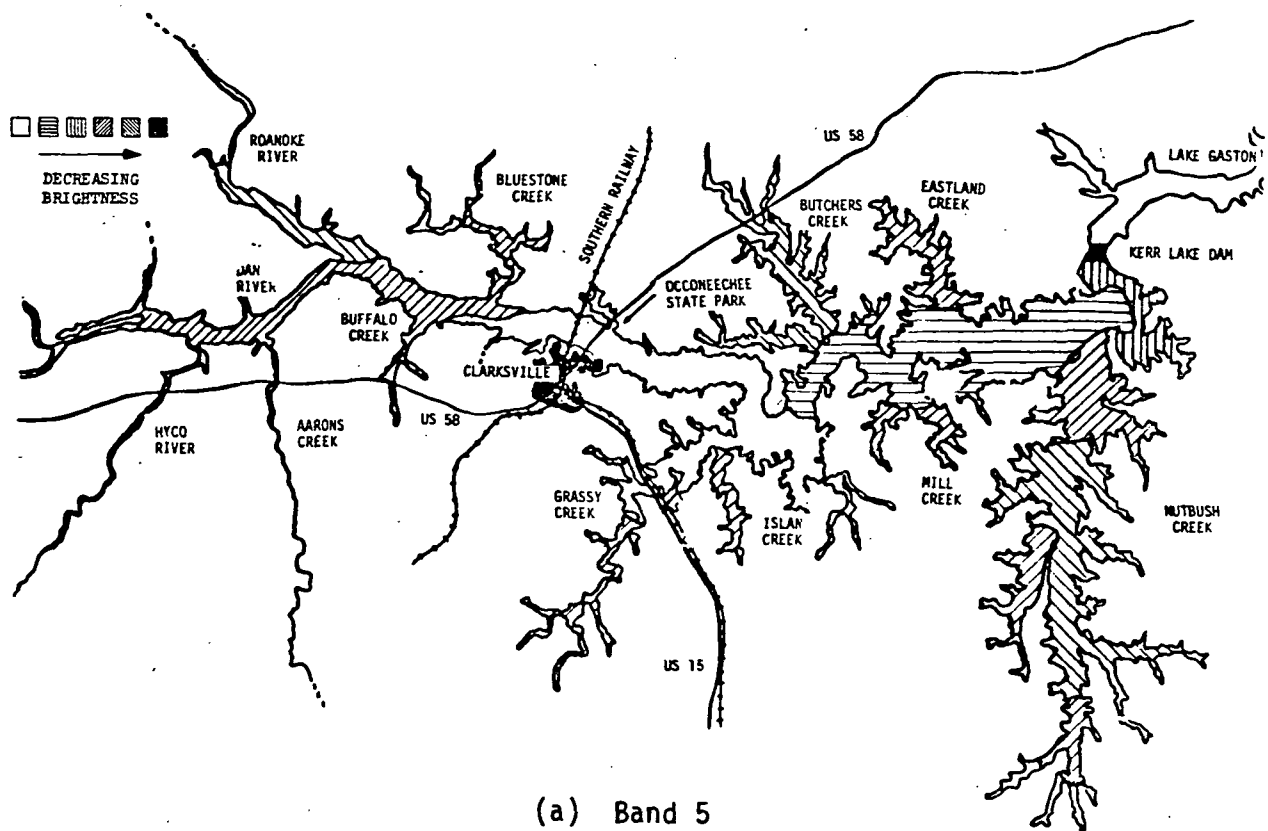 US 58
ROANOKE
RIVER
DECREASING
BRIGHTNESS
BLUESTONE
CREEK
SOUTHERN RAILWAY
LAKE GASTON
BUTCHERS
CREEK
EASTLAND
CREEK
KERR LAKE DAM
DAN
RIVER
OCCONEECHEE
STATE PARK
BUFFALO
CREEK
CLARKSVILLE
US 58
HYCO
RIVER
AARONS
CREEK
GRASSY
CREEK
ISLAN
CREEK
MILL
CREEK
NUTBUSH
CREEK
US 15
(a) Band 5